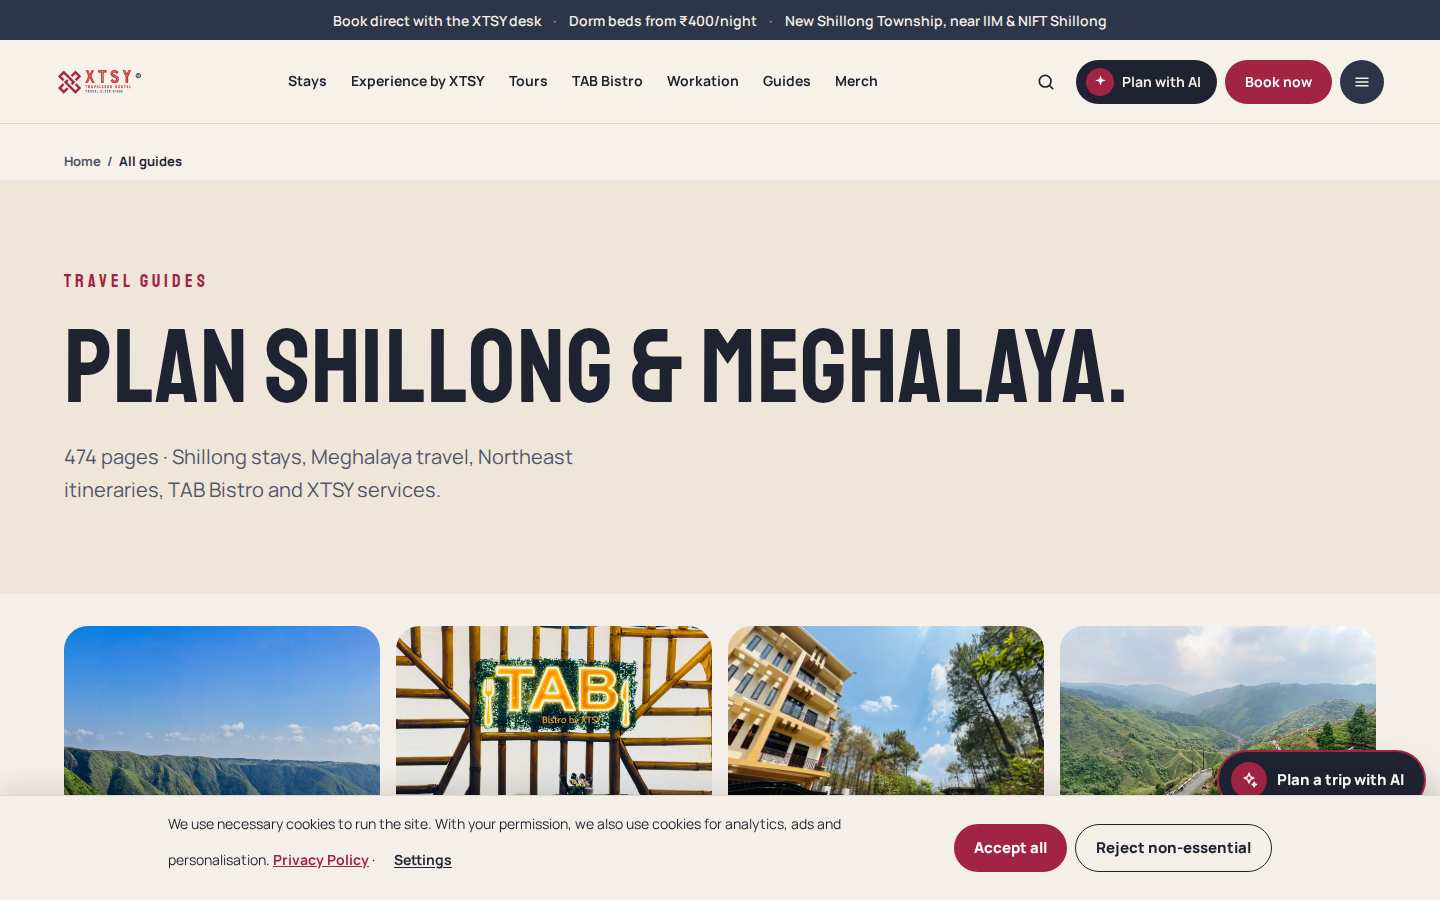 Book direct with the XTSY desk · Dorm beds from ₹400/night · New Shillong Township, near IIM & NIFT Shillong
XTSY®
Stays Experience by XTSY Tours TAB Bistro Workation Guides Merch Plan with AI Book now
Home / All guides
TRAVEL GUIDES
PLAN SHILLONG & MEGHALAYA.
474 pages · Shillong stays, Meghalaya travel, Northeast
itineraries, TAB Bistro and XTSY services.
TAB
Bistro by XTSY
Plan a trip with AI
We use necessary cookies to run the site. With your permission, we also use cookies for analytics, ads and
personalisation. Privacy Policy · Settings
Accept all Reject non-essential